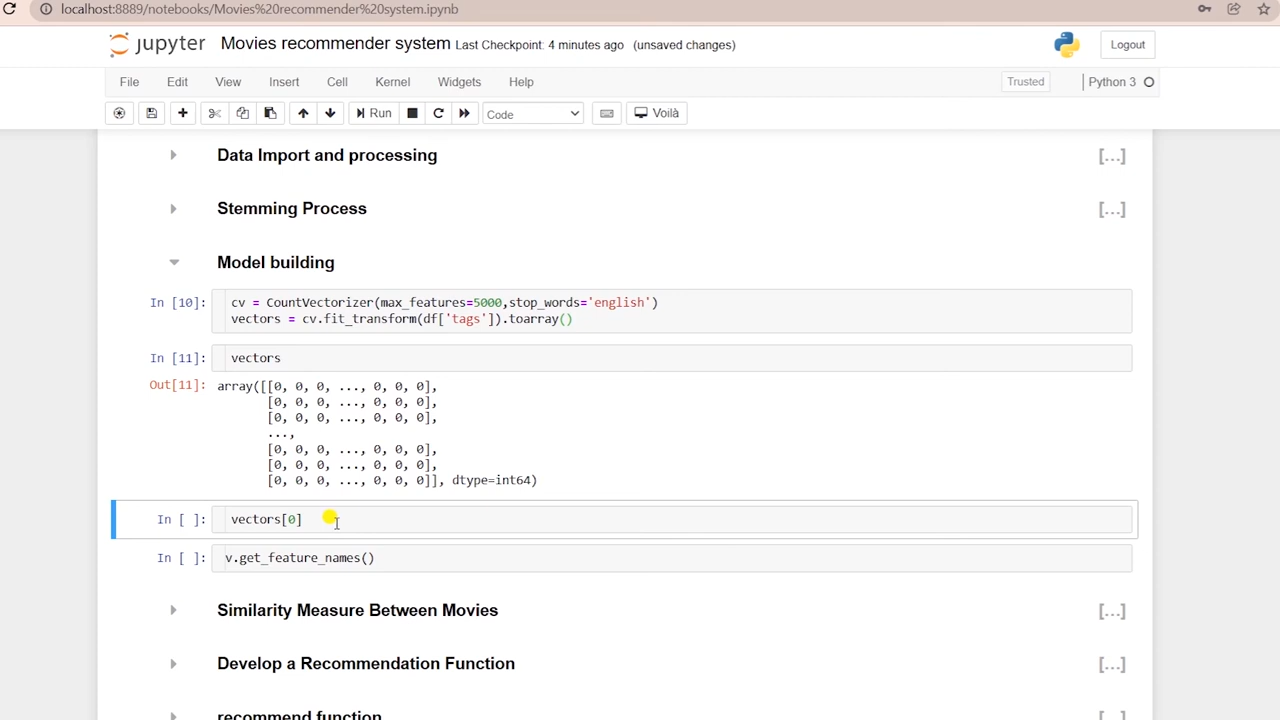 localhost:8889/notebooks/Movies%20recommender%20system.ipynb
jupyter Movies recommender system Last Checkpoint: 4 minutes ago (unsaved changes) Logout
File Edit View Insert Cell Kernel Widgets Help Trusted Python 3
Run Code Voilà
Data Import and processing [...]
Stemming Process [...]
Model building
In [10]: cv = CountVectorizer(max_features=5000,stop_words='english')
vectors = cv.fit_transform(df['tags']).toarray()
In [11]: vectors
Out[11]: array([[0, 0, 0, ..., 0, 0, 0],
[0, 0, 0, ..., 0, 0, 0],
[0, 0, 0, ..., 0, 0, 0],
...,
[0, 0, 0, ..., 0, 0, 0],
[0, 0, 0, ..., 0, 0, 0],
[0, 0, 0, ..., 0, 0, 0]], dtype=int64)
In [ ]: vectors[0]
In [ ]: v.get_feature_names()
Similarity Measure Between Movies [...]
Develop a Recommendation Function [...]
recommend function [...]